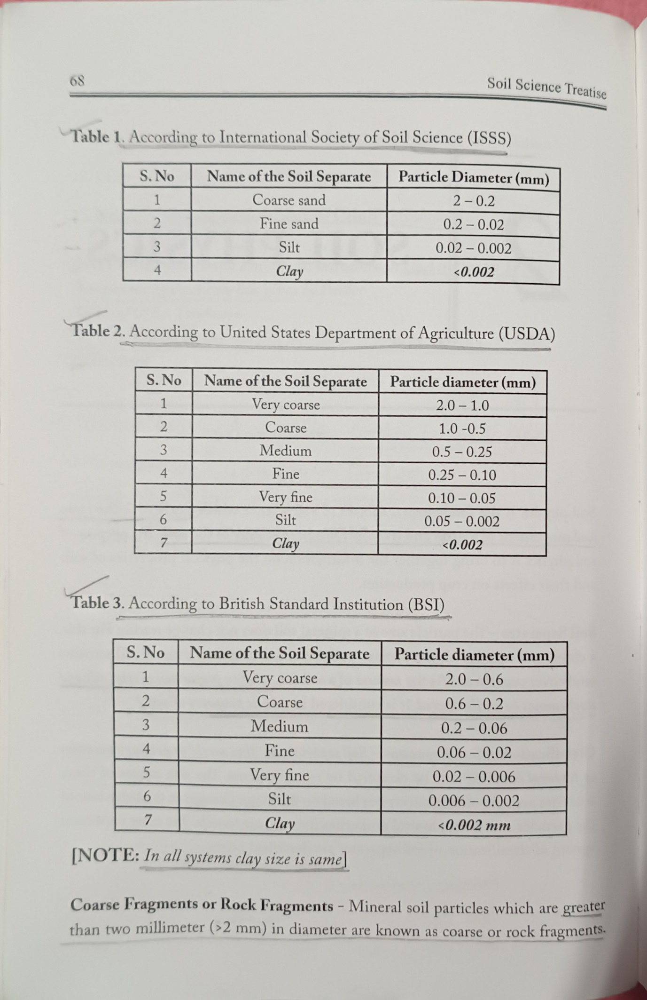 68
Soil Science Treatise
Table 1. According to International Society of Soil Science (ISSS)
S. No Name of the Soil Separate Particle Diameter (mm)
1 Coarse sand 2 – 0.2
2 Fine sand 0.2 – 0.02
3 Silt 0.02 – 0.002
4 Clay <0.002
Table 2. According to United States Department of Agriculture (USDA)
S. No Name of the Soil Separate Particle diameter (mm)
1 Very coarse 2.0 – 1.0
2 Coarse 1.0 -0.5
3 Medium 0.5 – 0.25
4 Fine 0.25 – 0.10
5 Very fine 0.10 – 0.05
6 Silt 0.05 – 0.002
7 Clay <0.002
Table 3. According to British Standard Institution (BSI)
S. No Name of the Soil Separate Particle diameter (mm)
1 Very coarse 2.0 – 0.6
2 Coarse 0.6 – 0.2
3 Medium 0.2 – 0.06
4 Fine 0.06 – 0.02
5 Very fine 0.02 – 0.006
6 Silt 0.006 – 0.002
7 Clay <0.002 mm
[NOTE: In all systems clay size is same]
Coarse Fragments or Rock Fragments – Mineral soil particles which are greater
than two millimeter (>2 mm) in diameter are known as coarse or rock fragments.